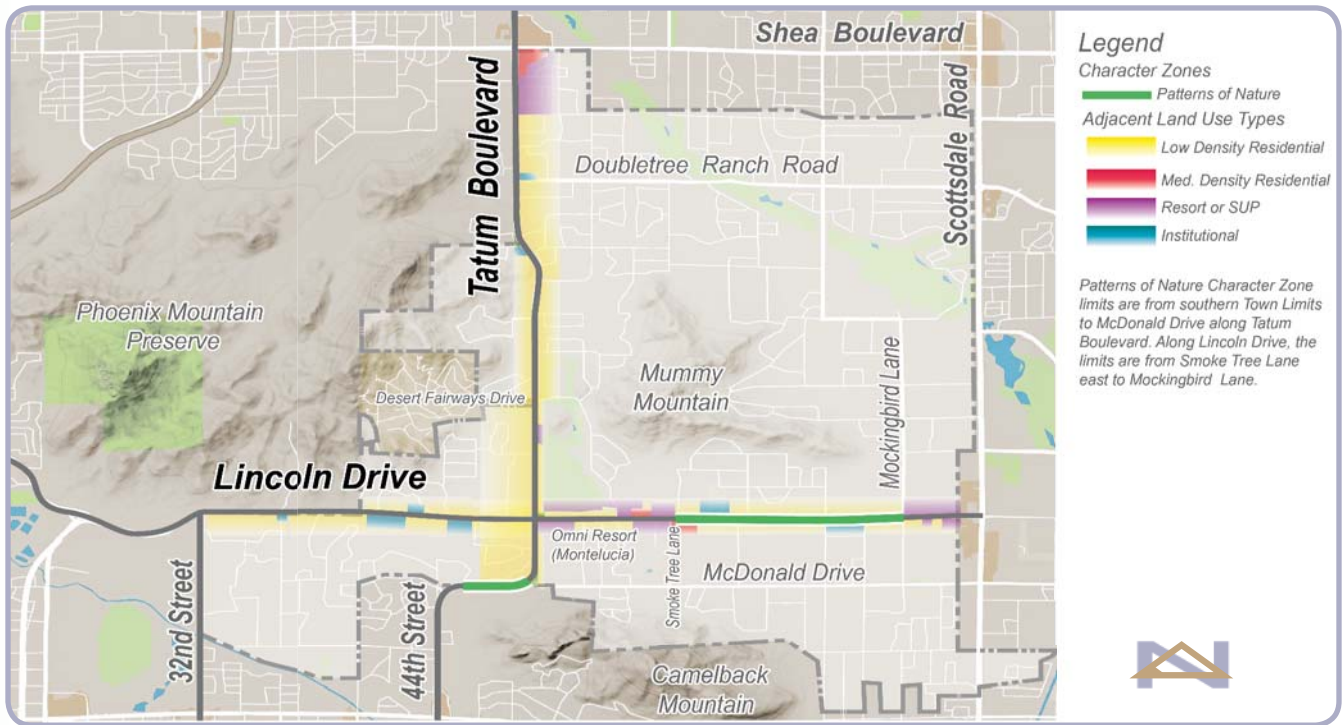 Shea Boulevard
Tatum Boulevard
Scottsdale Road
Doubletree Ranch Road
Phoenix Mountain
Preserve
Mummy
Mountain
Mockingbird Lane
Desert Fairways Drive
Lincoln Drive
Omni Resort
(Montelucia)
Smoke Tree Lane
McDonald Drive
32nd Street
44th Street
Camelback
Mountain
Legend
Character Zones
Patterns of Nature
Adjacent Land Use Types
Low Density Residential
Med. Density Residential
Resort or SUP
Institutional
Patterns of Nature Character Zone
limits are from southern Town Limits
to McDonald Drive along Tatum
Boulevard. Along Lincoln Drive, the
limits are from Smoke Tree Lane
east to Mockingbird Lane.
N